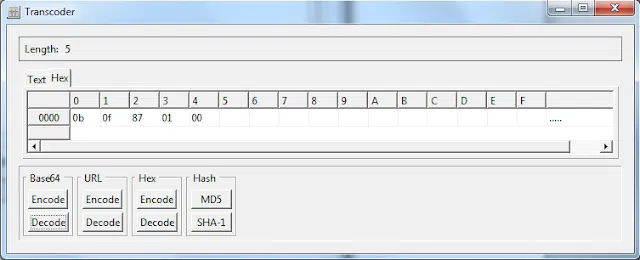 Transcoder
Length: 5
Text Hex
0 1 2 3 4 5 6 7 8 9 A B C D E F
0000 0b 0f 87 01 00 .....
Base64 URL Hex Hash
Encode Encode Encode MD5
Decode Decode Decode SHA-1